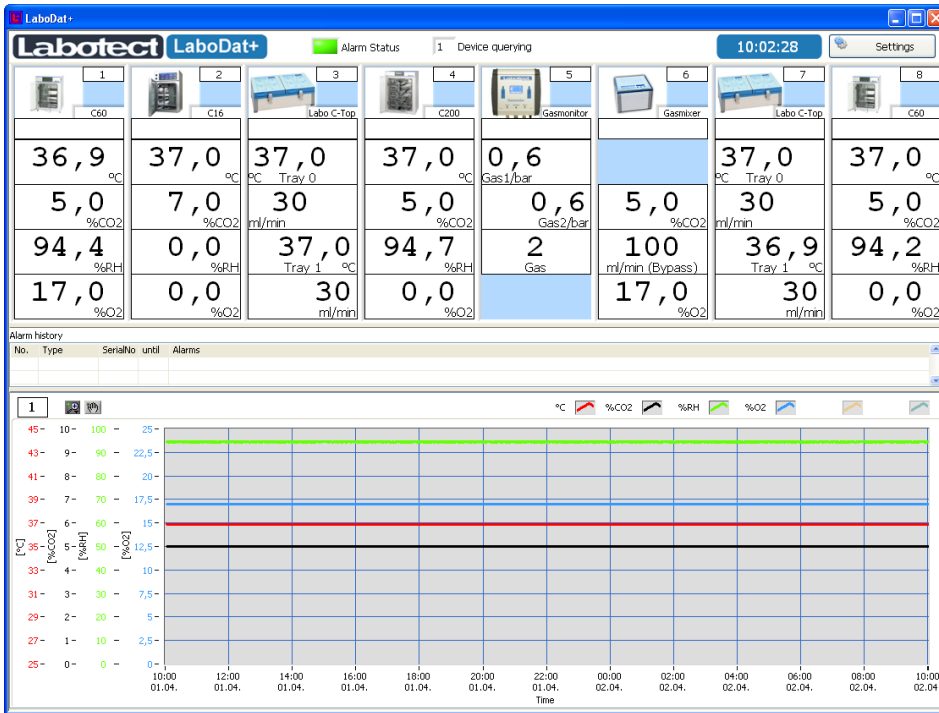 LaboDat+
Labotect LaboDat+ Alarm Status 1 Device querying 10:02:28 Settings
1 2 3 4 5 6 7 8
C60 C16 Labo C-Top C200 Gasmonitor Gasmixer Labo C-Top C60
36,9 °C 37,0 °C 37,0 °C Tray 0 37,0 °C 0,6 Gas1/bar 37,0 °C Tray 0 37,0 °C
5,0 %CO2 7,0 %CO2 30 ml/min 5,0 %CO2 0,6 Gas2/bar 5,0 %CO2 30 ml/min 5,0 %CO2
94,4 %RH 0,0 %RH 37,0 Tray 1 °C 94,7 %RH 2 Gas 100 ml/min (Bypass) 36,9 Tray 1 °C 94,2 %RH
17,0 %O2 0,0 %O2 30 ml/min 0,0 %O2 17,0 %O2 30 ml/min 0,0 %O2
Alarm history
No. Type SerialNo until Alarms
1 °C %CO2 %RH %O2
45 10 100 25
43 9 90 22,5
41 8 80 20
39 7 70 17,5
37 6 60 15
[°C] 35 [%CO2] 5 [%RH] 50 [%O2] 12,5
33 4 40 10
31 3 30 7,5
29 2 20 5
27 1 10 2,5
25 0 0 0
10:00 12:00 14:00 16:00 18:00 20:00 22:00 00:00 02:00 04:00 06:00 08:00 10:00
01.04. 01.04. 01.04. 01.04. 01.04. 01.04. 01.04. 02.04. 02.04. 02.04. 02.04. 02.04. 02.04
Time